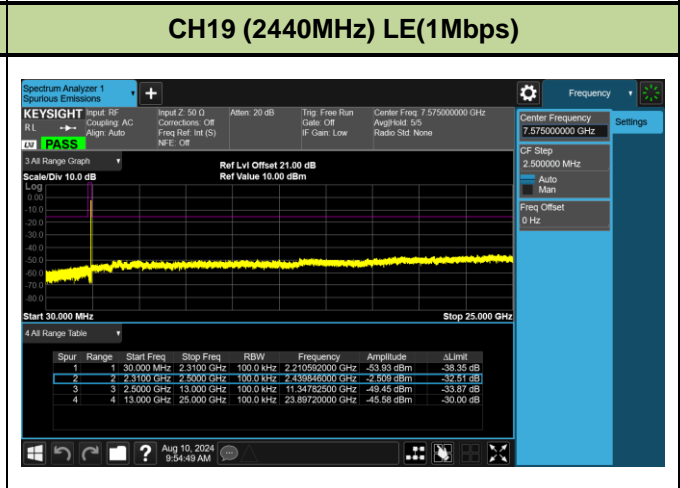 CH19 (2440MHz) LE(1Mbps)
Spectrum Analyzer 1
Spurious Emissions
Frequency
KEYSIGHT Input: RF Input Z: 50 Ω Atten: 20 dB Trig: Free Run Center Freq: 7.575000000 GHz
RL Coupling: AC Corrections: Off Gate: Off Avg|Hold: 5/5
Align: Auto Freq Ref: Int (S) IF Gain: Low Radio Std: None
LXI PASS NFE: Off
Center Frequency
7.575000000 GHz
Settings
CF Step
2.500000 MHz
Auto
Man
Freq Offset
0 Hz
3 All Range Graph
Ref Lvl Offset 21.00 dB
Scale/Div 10.0 dB Ref Value 10.00 dBm
Log
0.00
-10.0
-20.0
-30.0
-40.0
-50.0
-60.0
-70.0
-80.0
Start 30.000 MHz Stop 25.000 GHz
4 All Range Table
Spur Range Start Freq Stop Freq RBW Frequency Amplitude ΔLimit
1 1 30.000 MHz 2.3100 GHz 100.0 kHz 2.210592000 GHz -53.93 dBm -38.35 dB
2 2 2.3100 GHz 2.5000 GHz 100.0 kHz 2.439846000 GHz -2.509 dBm -32.51 dB
3 3 2.5000 GHz 13.000 GHz 100.0 kHz 11.34782500 GHz -49.45 dBm -33.87 dB
4 4 13.000 GHz 25.000 GHz 100.0 kHz 23.89720000 GHz -45.58 dBm -30.00 dB
?
Aug 10, 2024
9:54:49 AM